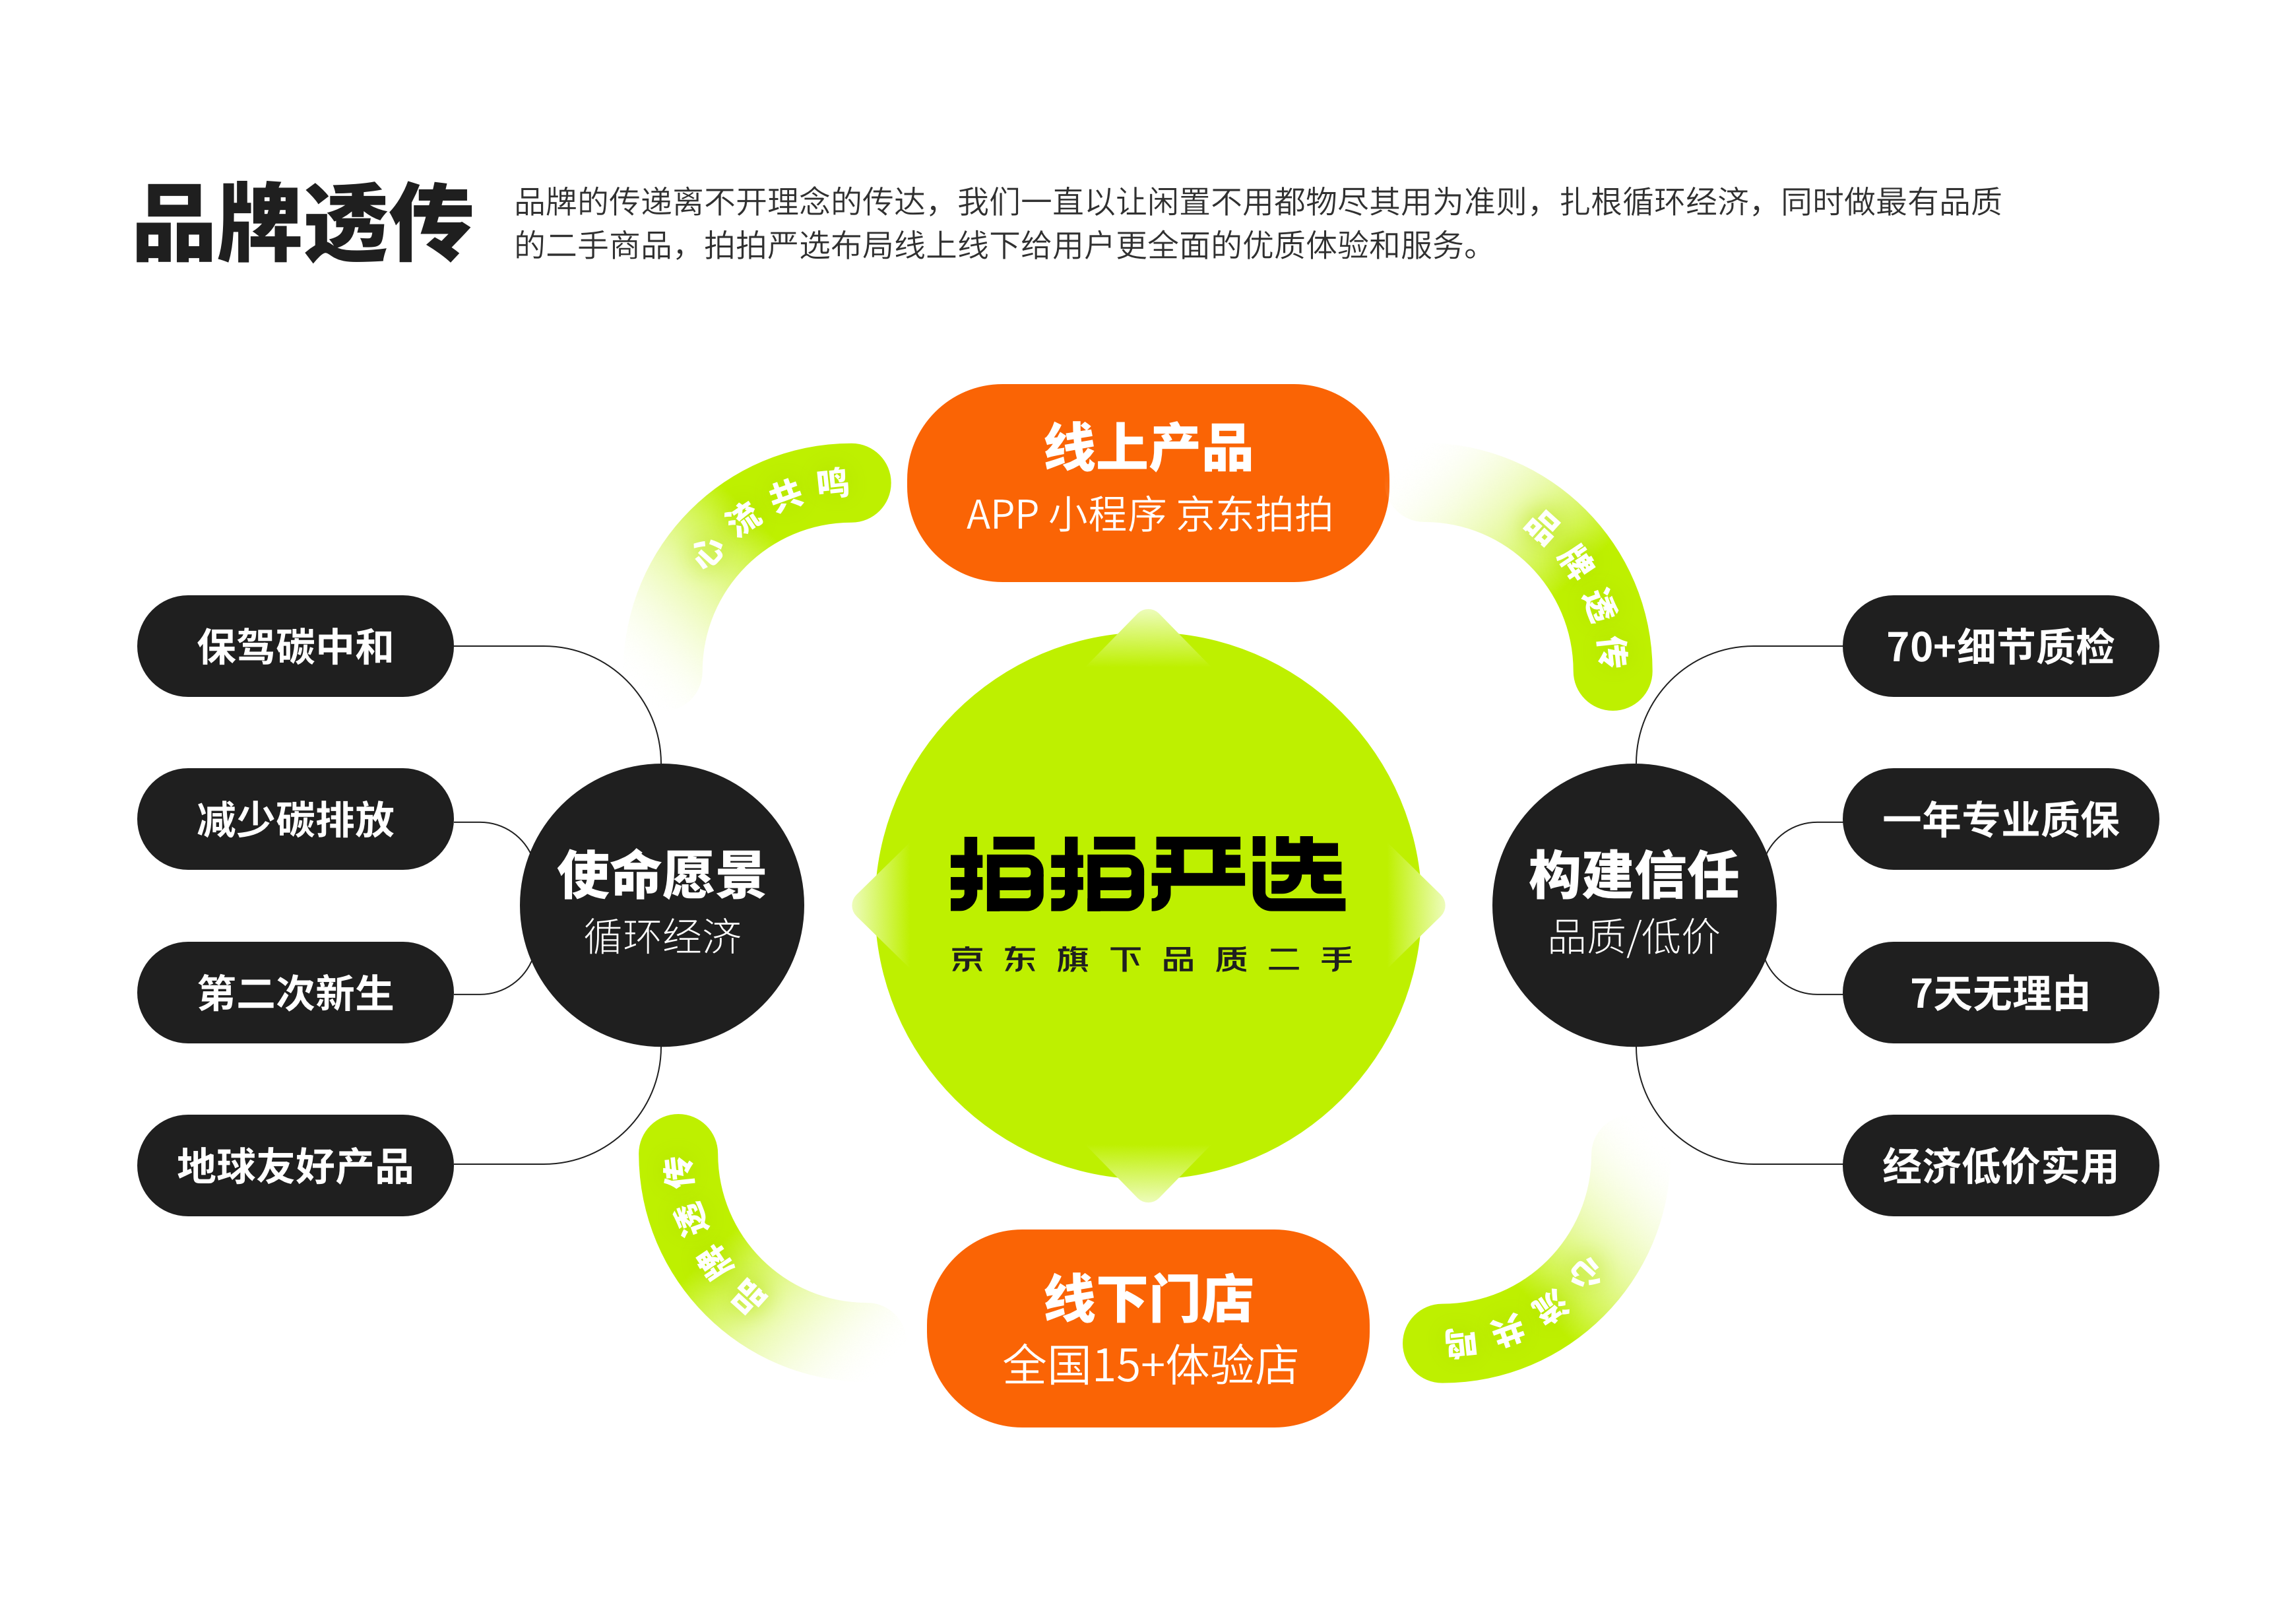 品牌透传
品牌的传递离不开理念的传达，我们一直以让闲置不用都物尽其用为准则，扎根循环经济，同时做最有品质
的二手商品，拍拍严选布局线上线下给用户更全面的优质体验和服务。
线上产品
APP 小程序 京东拍拍
心流共鸣
品牌透传
保驾碳中和
减少碳排放
第二次新生
地球友好产品
使命愿景
循环经济
拍拍严选
京东旗下品质二手
构建信任
品质/低价
70+细节质检
一年专业质保
7天无理由
经济低价实用
品牌透传
心流共鸣
线下门店
全国15+体验店